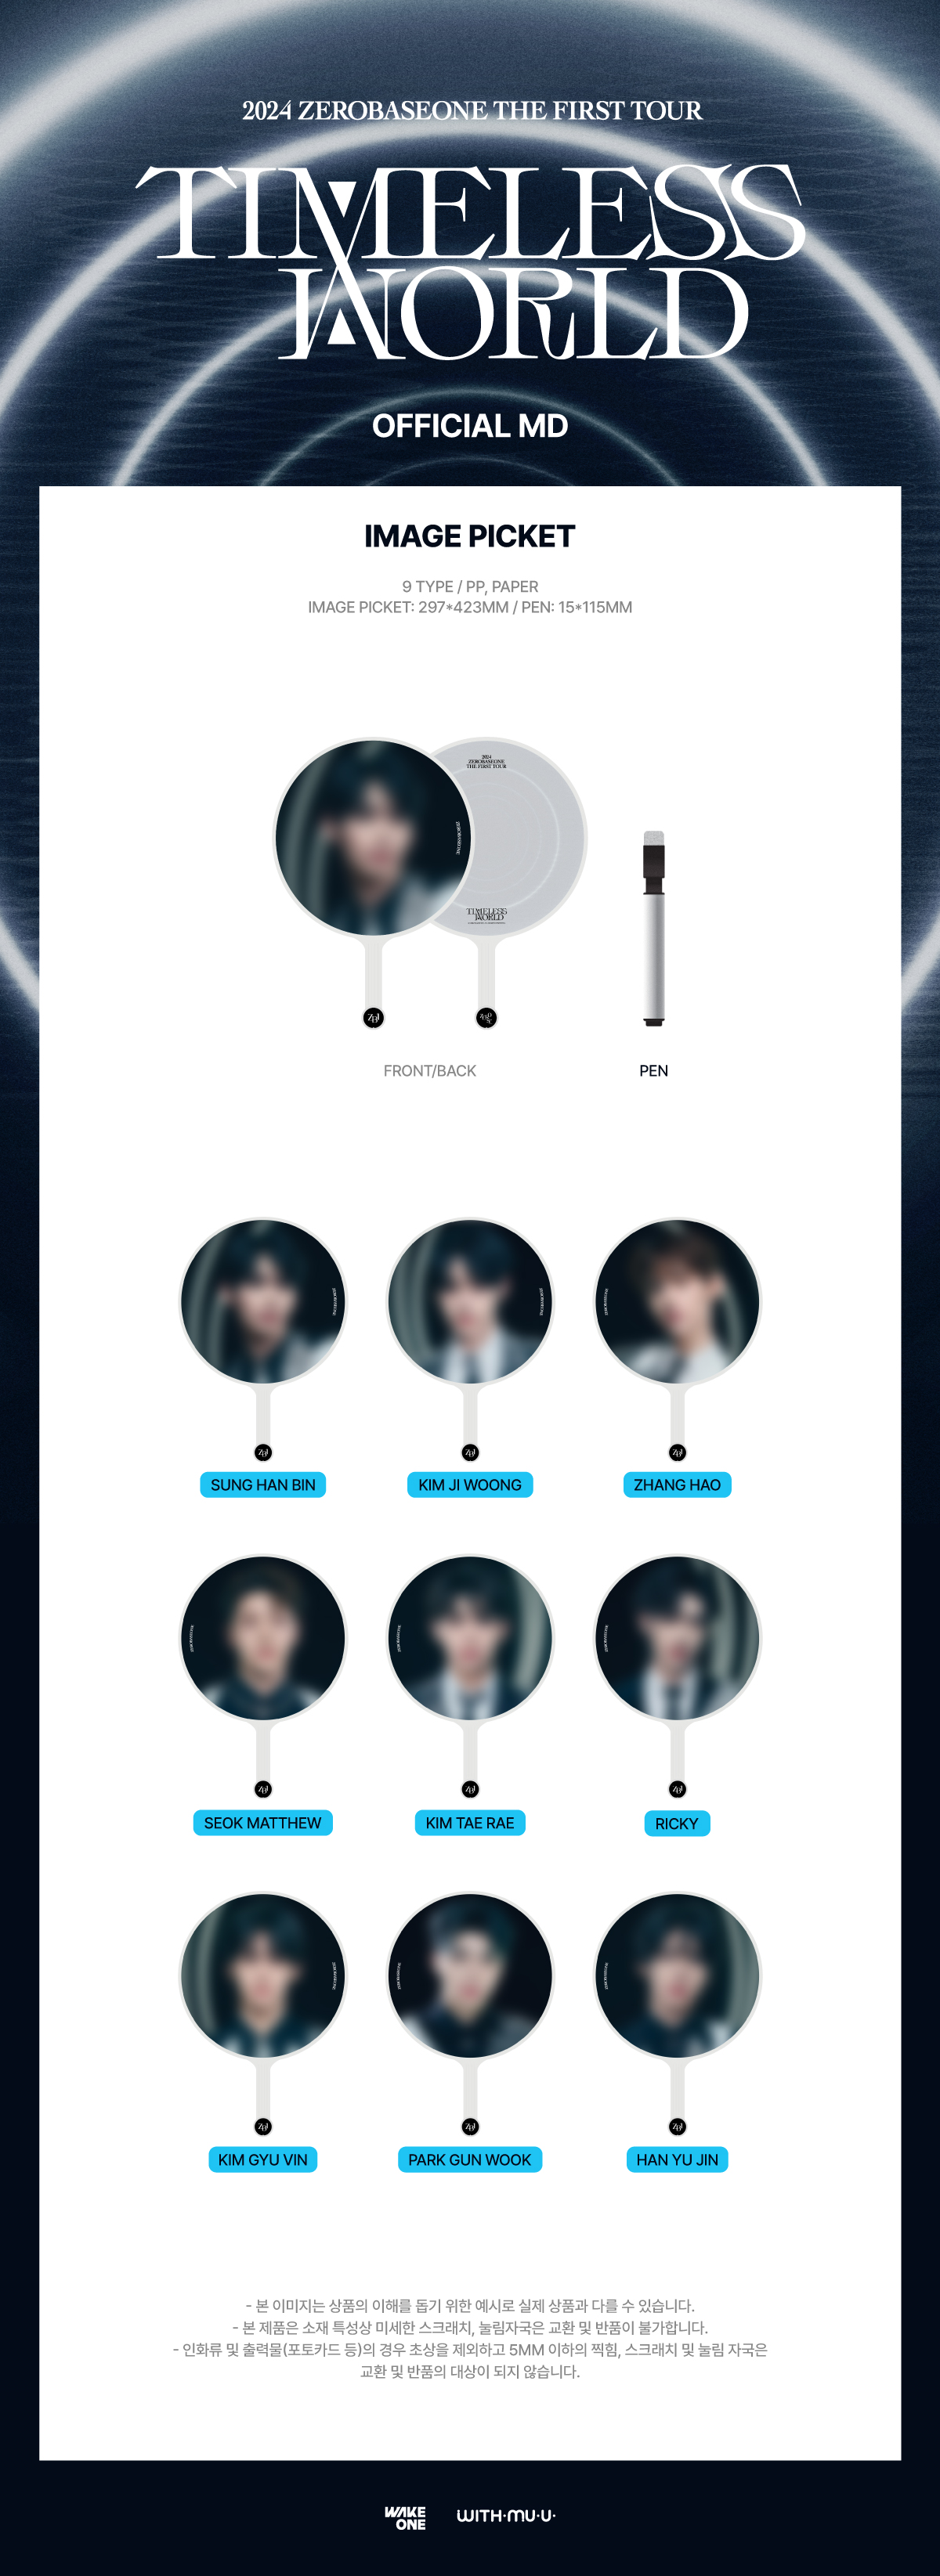 2024 ZEROBASEONE THE FIRST TOUR
TIMELESS
WORLD
OFFICIAL MD
IMAGE PICKET
9 TYPE / PP, PAPER
IMAGE PICKET: 297*423MM / PEN: 15*115MM
2024
ZEROBASEONE
THE FIRST TOUR
TIMELESS
WORLD
FRONT/BACK
PEN
SUNG HAN BIN
KIM JI WOONG
ZHANG HAO
SEOK MATTHEW
KIM TAE RAE
RICKY
KIM GYU VIN
PARK GUN WOOK
HAN YU JIN
- 본 이미지는 상품의 이해를 돕기 위한 예시로 실제 상품과 다를 수 있습니다.
- 본 제품은 소재 특성상 미세한 스크래치, 눌림자국은 교환 및 반품이 불가합니다.
- 인화류 및 출력물(포토카드 등)의 경우 초상을 제외하고 5MM 이하의 찍힘, 스크래치 및 눌림 자국은
교환 및 반품의 대상이 되지 않습니다.
WAKE
ONE
WITH·MU·U·